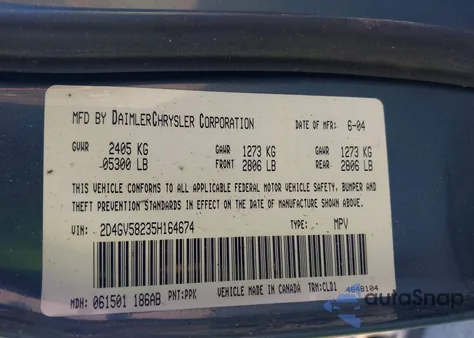 MFD BY DAIMLERCHRYSLER CORPORATION DATE OF MFR: 6-04
GVWR 2405 KG GAWR 1273 KG GAWR 1273 KG
05300 LB FRONT 2806 LB REAR 2806 LB
THIS VEHICLE CONFORMS TO ALL APPLICABLE FEDERAL MOTOR VEHICLE SAFETY, BUMPER AND
THEFT PREVENTION STANDARDS IN EFFECT ON THE DATE OF MANUFACTURE SHOWN ABOVE.
VIN: 2D4GV58235H164674 TYPE: MPV
MDH: 061501 186AB PNT: PPK VEHICLE MADE IN CANADA TRM: CLD1 4648104
autoSnap